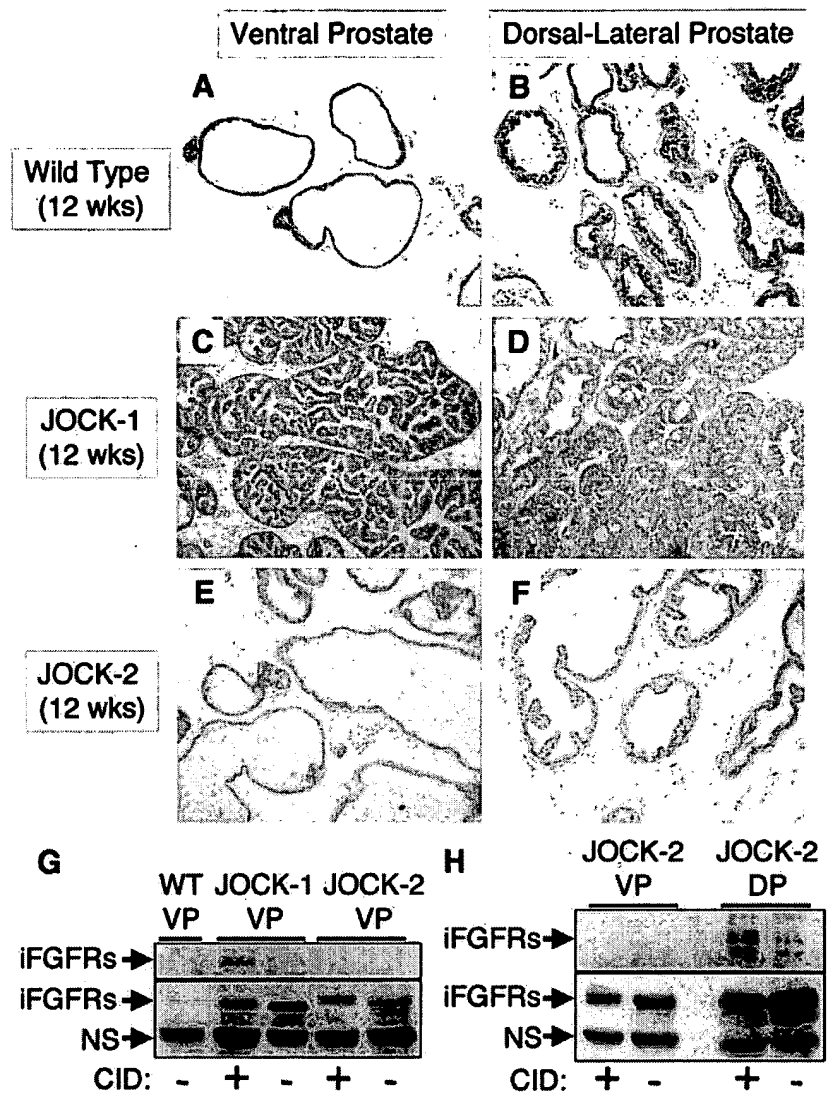 Ventral Prostate
Dorsal-Lateral Prostate
A
B
Wild Type
(12 wks)
C
D
JOCK-1
(12 wks)
E
F
JOCK-2
(12 wks)
G
WT JOCK-1 JOCK-2
VP VP VP
iFGFRs
iFGFRs
NS
CID: - + - + -
H
JOCK-2 JOCK-2
VP DP
iFGFRs
iFGFRs
NS
CID: + - + -